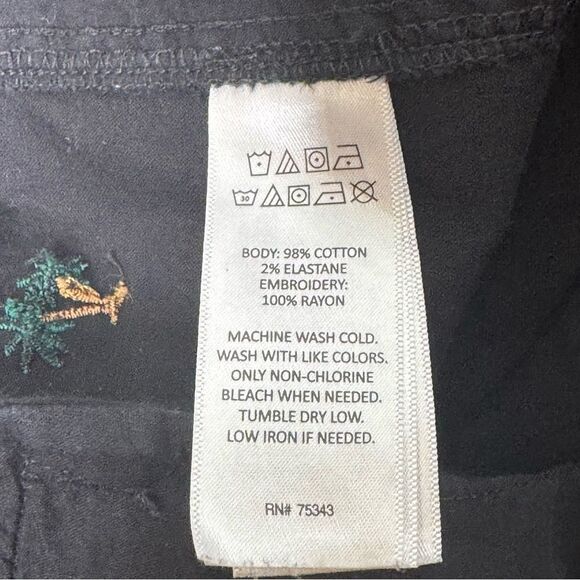 30
BODY: 98% COTTON
2% ELASTANE
EMBROIDERY:
100% RAYON
MACHINE WASH COLD.
WASH WITH LIKE COLORS.
ONLY NON-CHLORINE
BLEACH WHEN NEEDED.
TUMBLE DRY LOW.
LOW IRON IF NEEDED.
RN# 75343